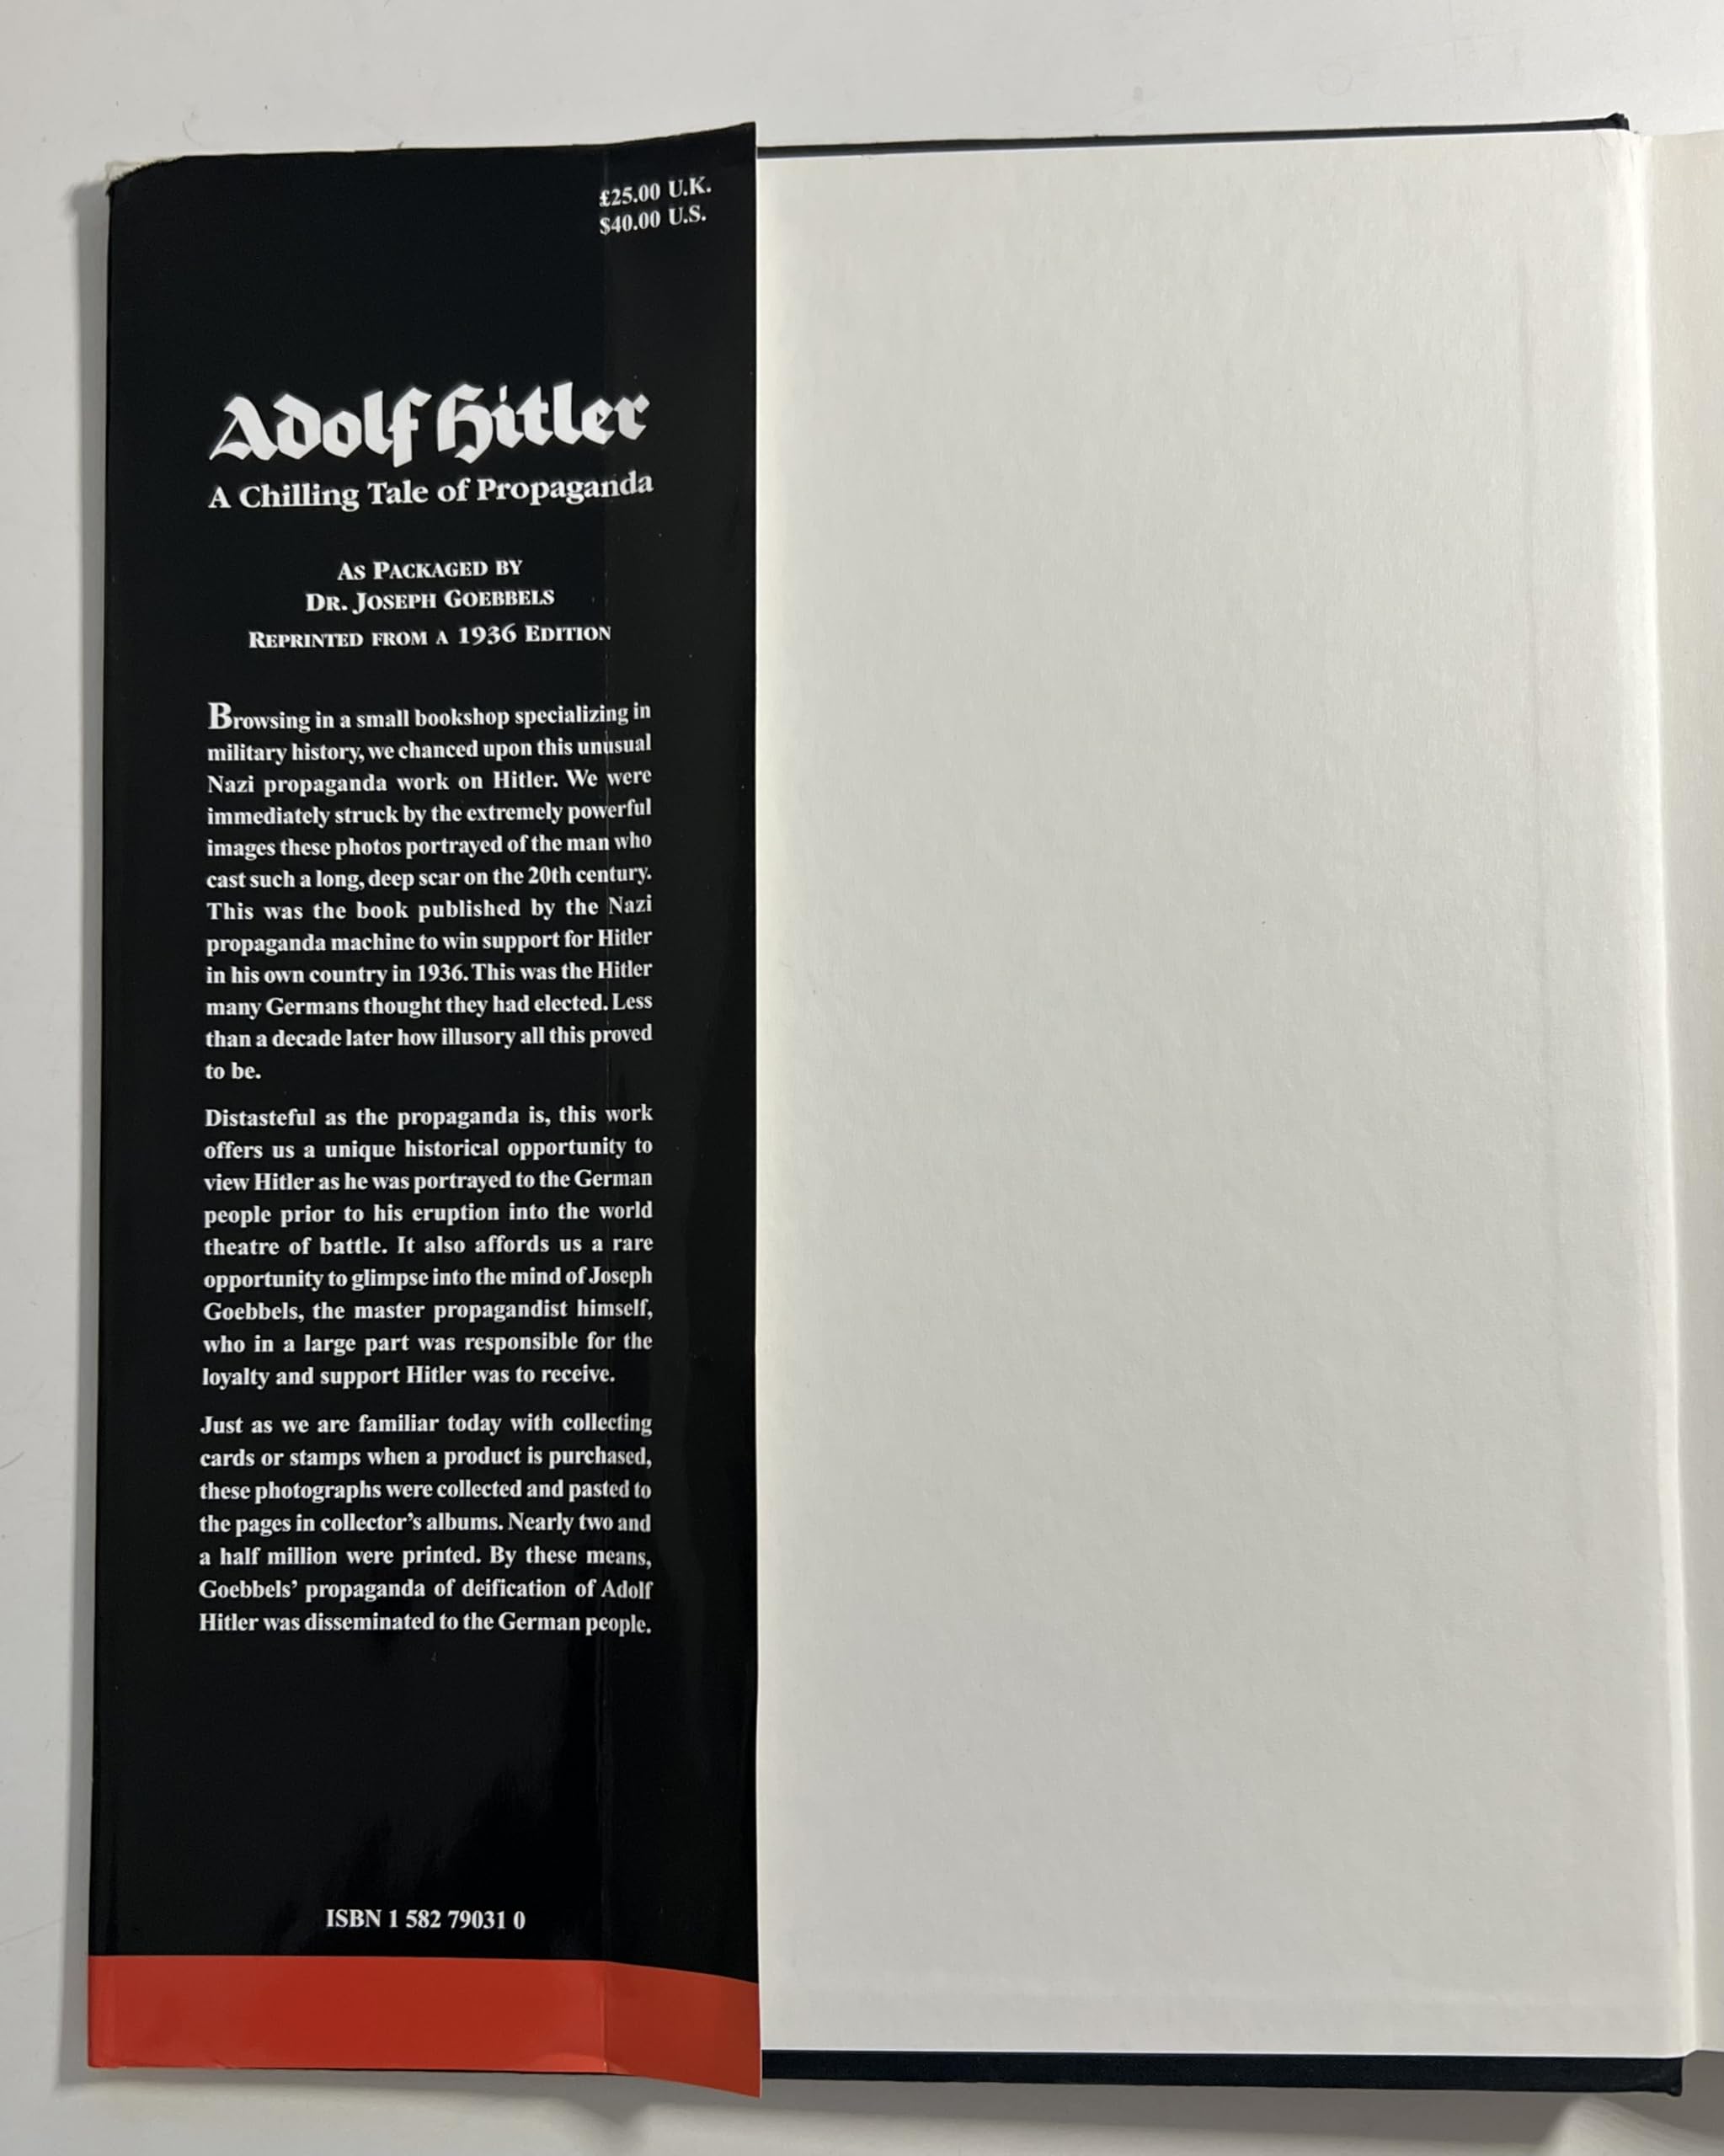 £25.00 U.K.
$40.00 U.S.
Adolf Hitler
A Chilling Tale of Propaganda
AS PACKAGED BY
DR. JOSEPH GOEBBELS
REPRINTED FROM A 1936 EDITION
Browsing in a small bookshop specializing in
military history, we chanced upon this unusual
Nazi propaganda work on Hitler. We were
immediately struck by the extremely powerful
images these photos portrayed of the man who
cast such a long, deep scar on the 20th century.
This was the book published by the Nazi
propaganda machine to win support for Hitler
in his own country in 1936. This was the Hitler
many Germans thought they had elected. Less
than a decade later how illusory all this proved
to be.
Distasteful as the propaganda is, this work
offers us a unique historical opportunity to
view Hitler as he was portrayed to the German
people prior to his eruption into the world
theatre of battle. It also affords us a rare
opportunity to glimpse into the mind of Joseph
Goebbels, the master propagandist himself,
who in a large part was responsible for the
loyalty and support Hitler was to receive.
Just as we are familiar today with collecting
cards or stamps when a product is purchased,
these photographs were collected and pasted to
the pages in collector's albums. Nearly two and
a half million were printed. By these means,
Goebbels' propaganda of deification of Adolf
Hitler was disseminated to the German people.
ISBN 1 582 79031 0